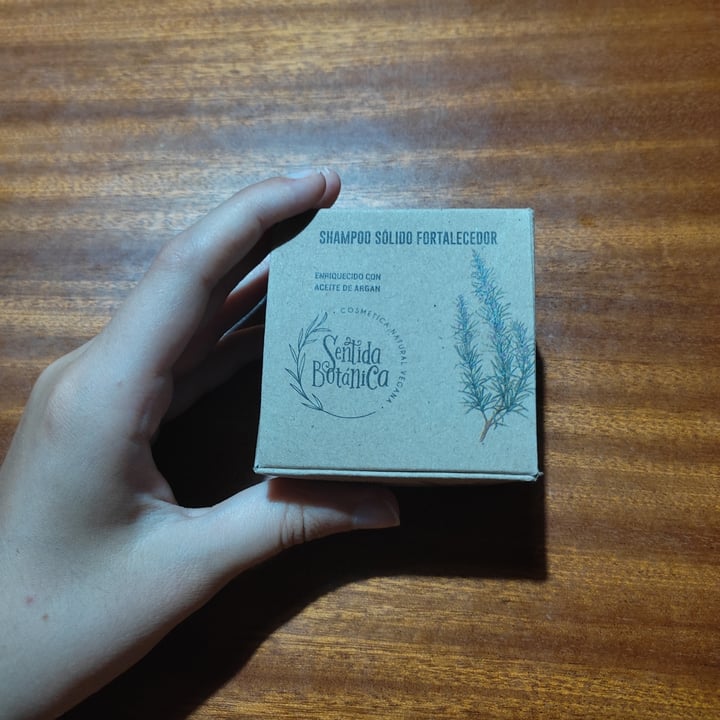 SHAMPOO SÓLIDO FORTALECEDOR
ENRIQUECIDO CON
ACEITE DE ARGAN
• COSMETICA NATURAL VEGANA •
Sentida
Botánica